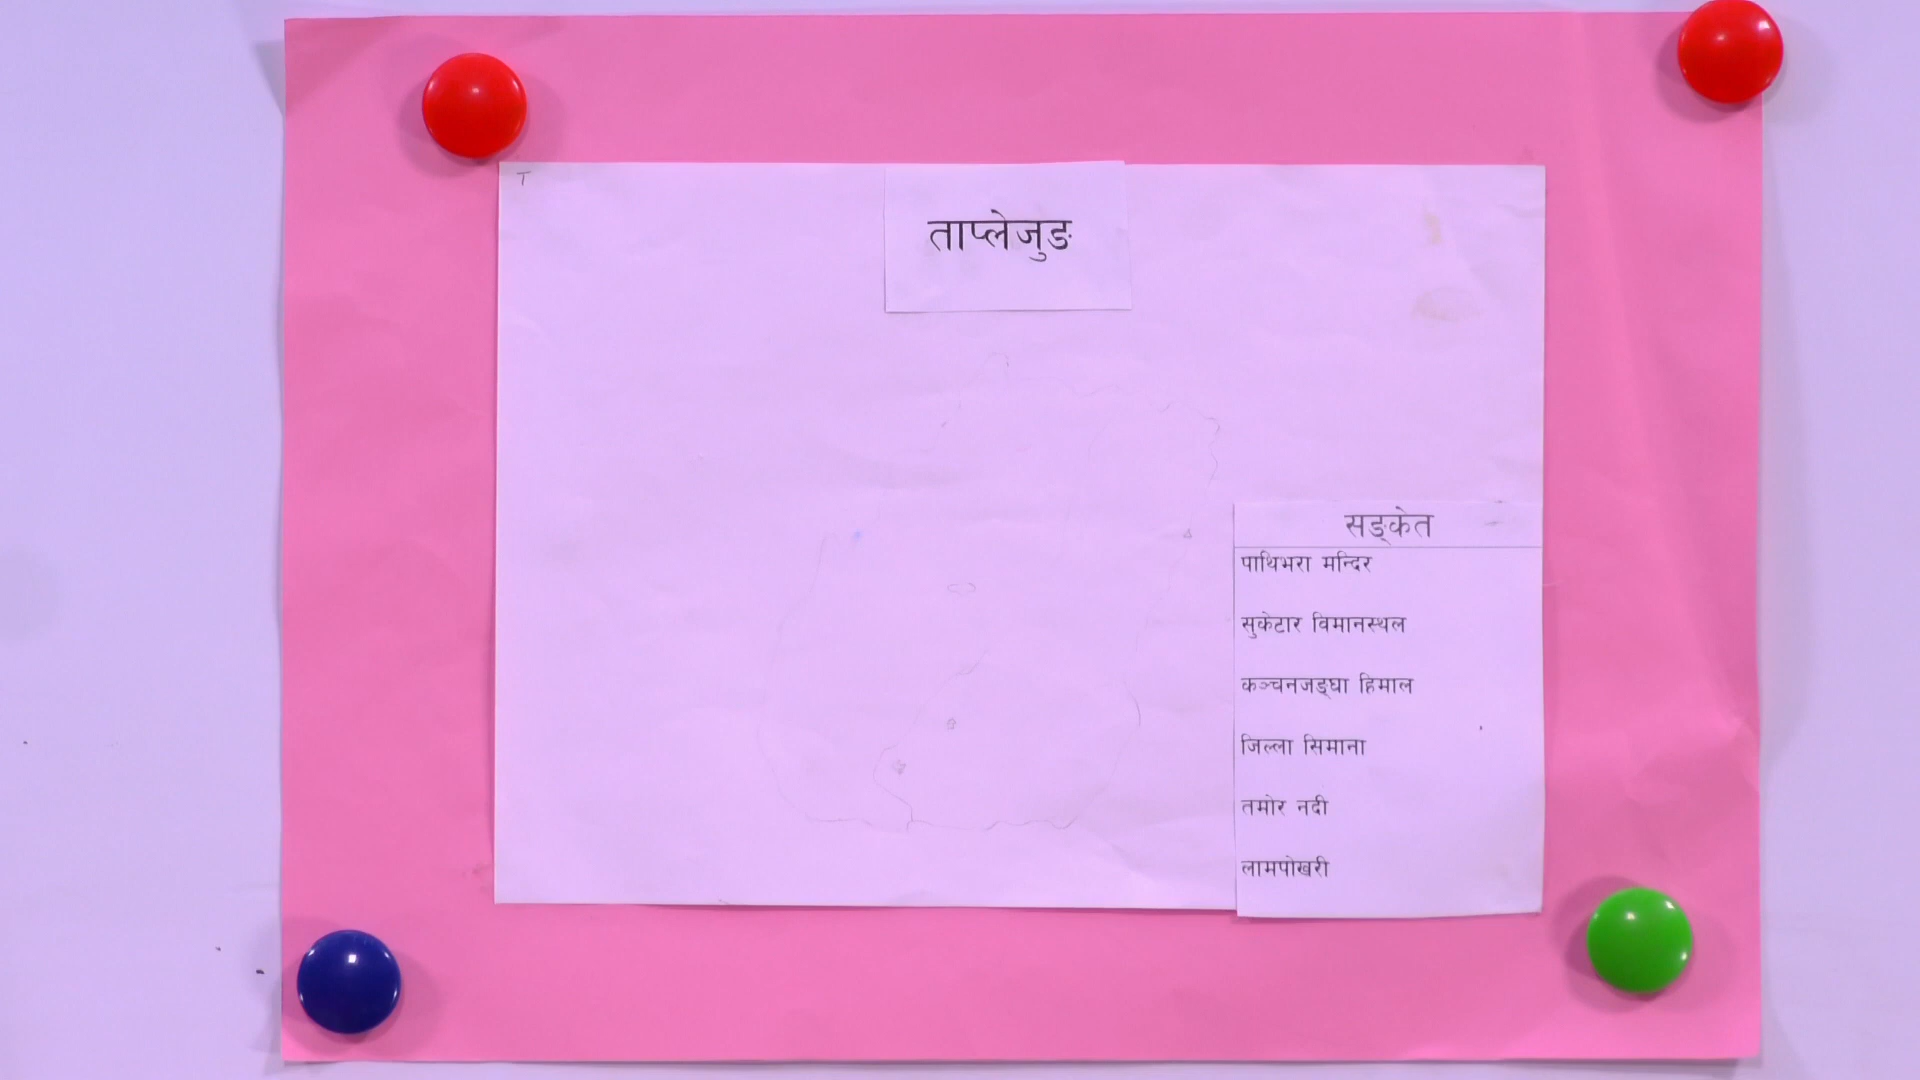 T
ताप्लेजुङ
सङ्केत
पाथिभरा मन्दिर
सुकेटार विमानस्थल
कञ्चनजङ्घा हिमाल
जिल्ला सिमाना
तमोर नदी
लामपोखरी